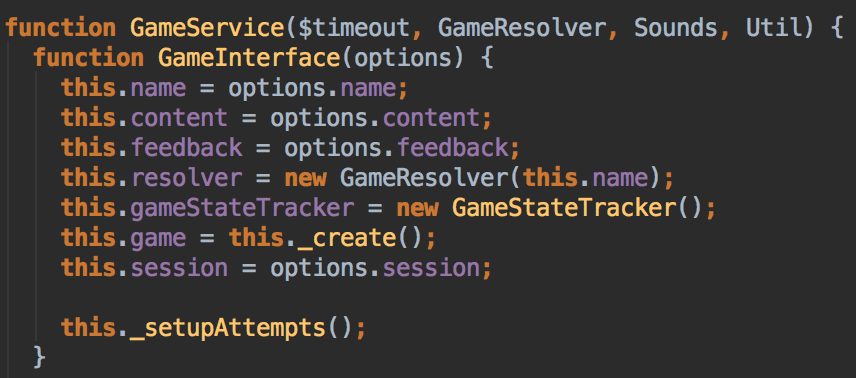 function GameService($timeout, GameResolver, Sounds, Util) {
  function GameInterface(options) {
    this.name = options.name;
    this.content = options.content;
    this.feedback = options.feedback;
    this.resolver = new GameResolver(this.name);
    this.gameStateTracker = new GameStateTracker();
    this.game = this._create();
    this.session = options.session;

    this._setupAttempts();
  }